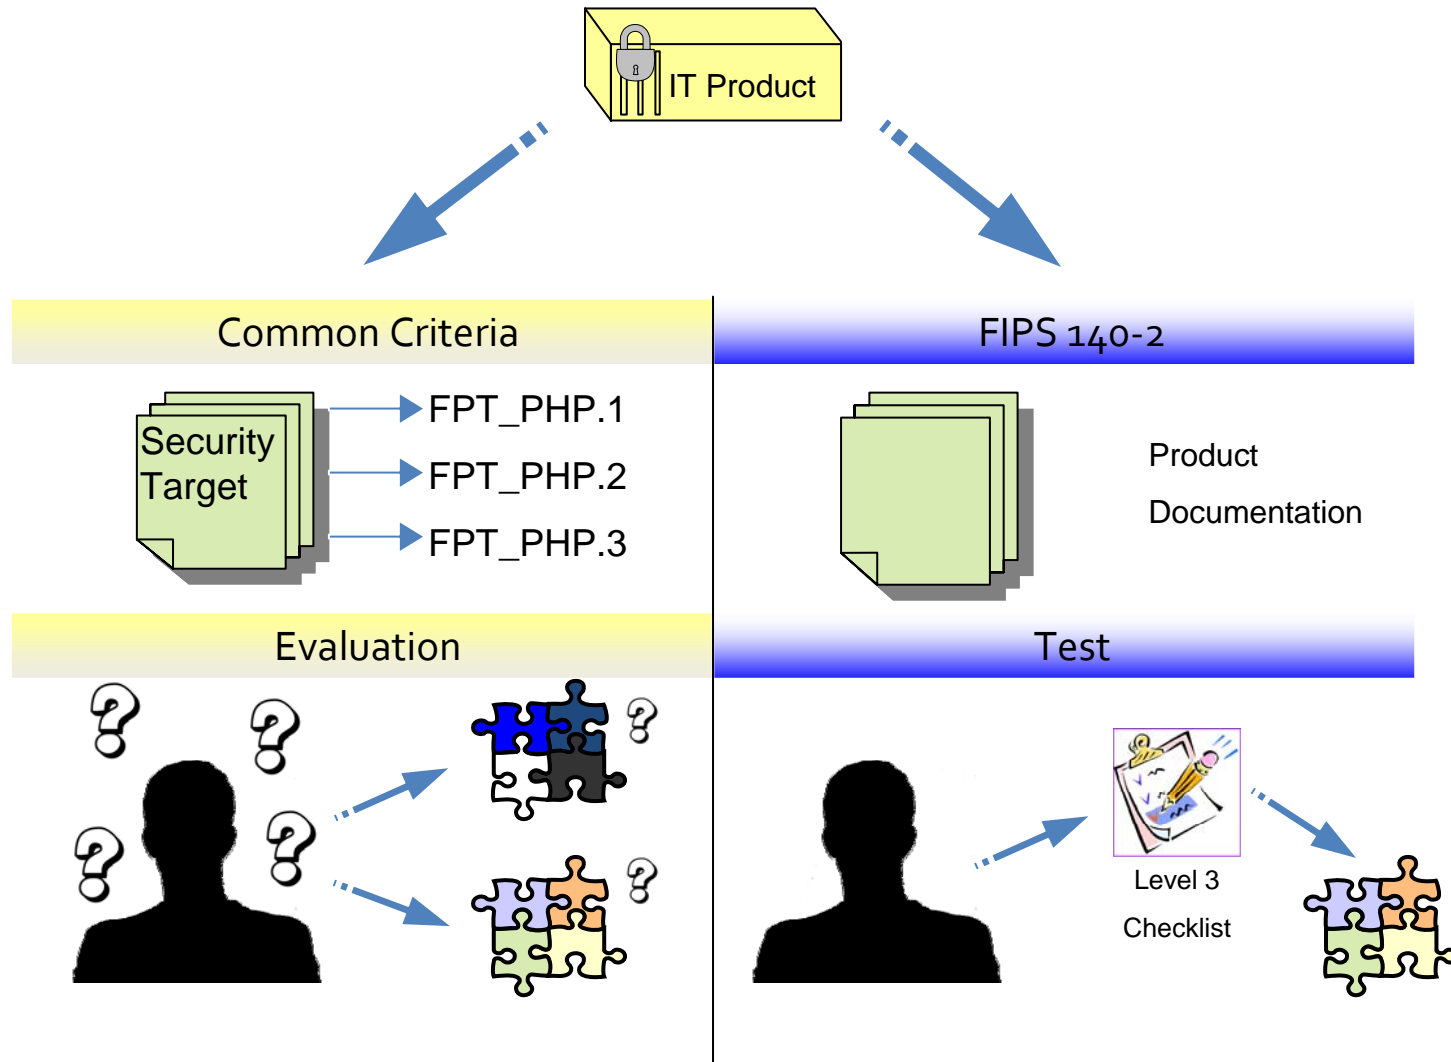 IT Product
Common Criteria
FIPS 140-2
Security
Target
FPT_PHP.1
FPT_PHP.2
FPT_PHP.3
Product
Documentation
Evaluation
Test
?
?
?
?
?
?
Level 3
Checklist